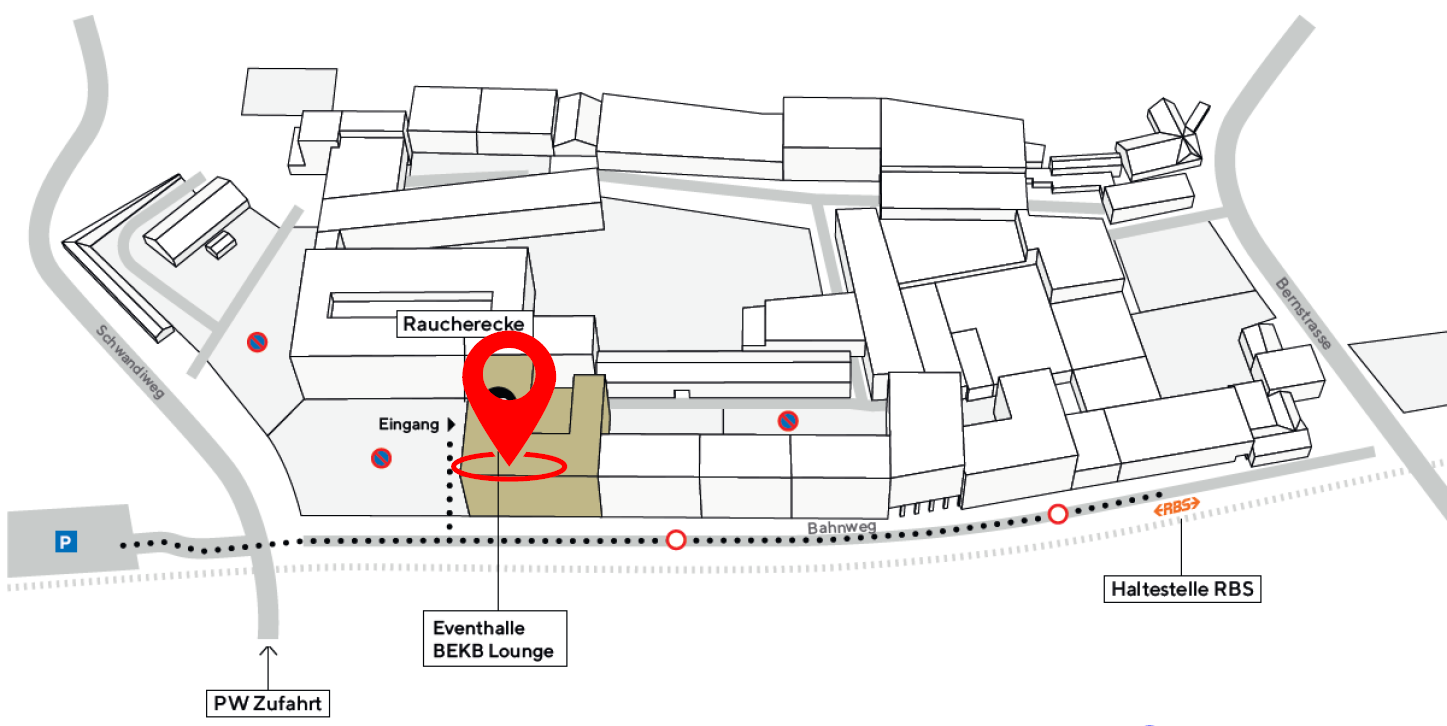 Raucherecke
Schwandiweg
Bernstrasse
Eingang
P
Bahnweg
RBS
Haltestelle RBS
Eventhalle
BEKB Lounge
PW Zufahrt